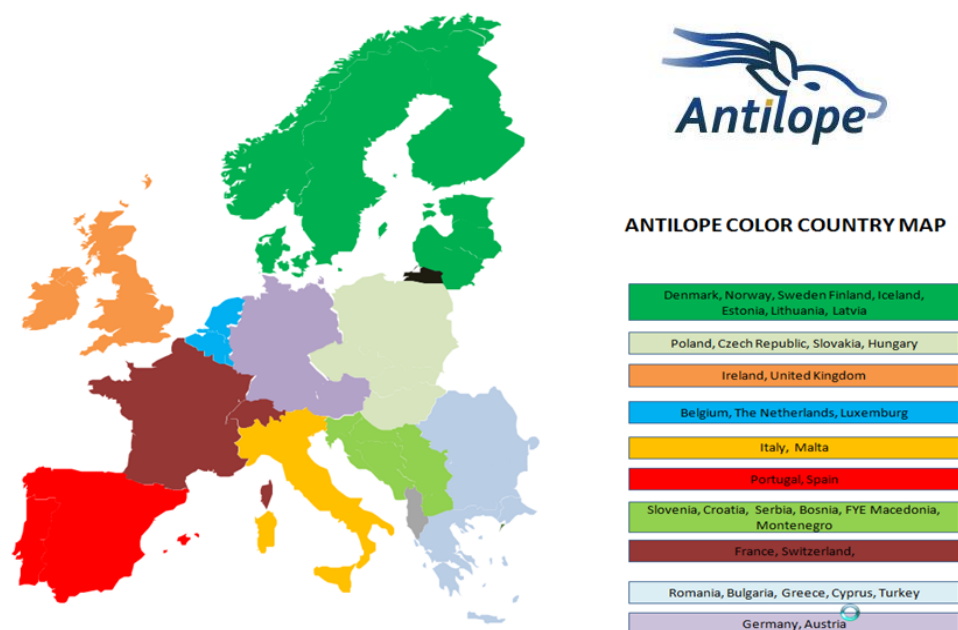 Antilope
ANTILOPE COLOR COUNTRY MAP
Denmark, Norway, Sweden Finland, Iceland,
Estonia, Lithuania, Latvia
Poland, Czech Republic, Slovakia, Hungary
Ireland, United Kingdom
Belgium, The Netherlands, Luxemburg
Italy, Malta
Portugal, Spain
Slovenia, Croatia, Serbia, Bosnia, FYE Macedonia,
Montenegro
France, Switzerland,
Romania, Bulgaria, Greece, Cyprus, Turkey
Germany, Austria